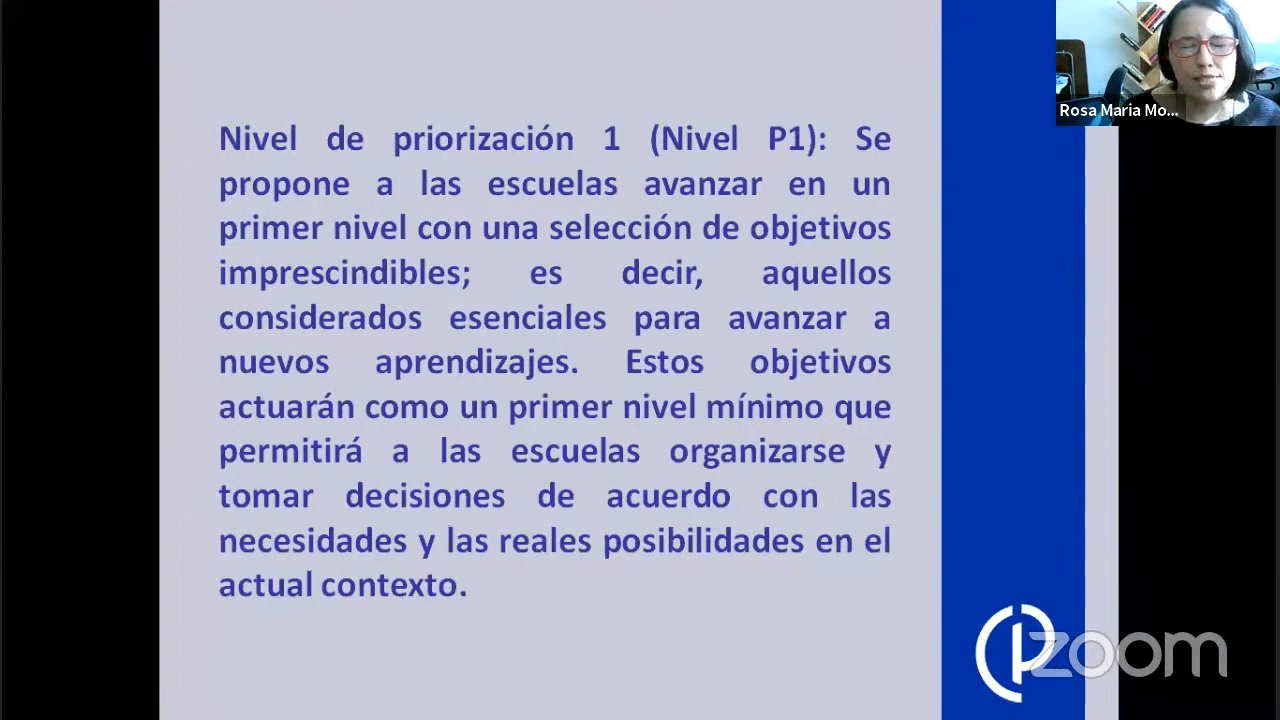 Nivel de priorización 1 (Nivel P1): Se
propone a las escuelas avanzar en un
primer nivel con una selección de objetivos
imprescindibles; es decir, aquellos
considerados esenciales para avanzar a
nuevos aprendizajes. Estos objetivos
actuarán como un primer nivel mínimo que
permitirá a las escuelas organizarse y
tomar decisiones de acuerdo con las
necesidades y las reales posibilidades en el
actual contexto.
Rosa Maria Mo...
zoom